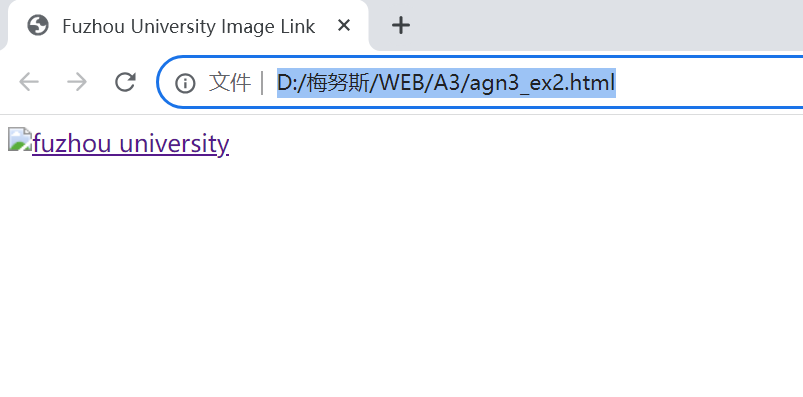 Fuzhou University Image Link
文件 | D:/梅努斯/WEB/A3/agn3_ex2.html
fuzhou university